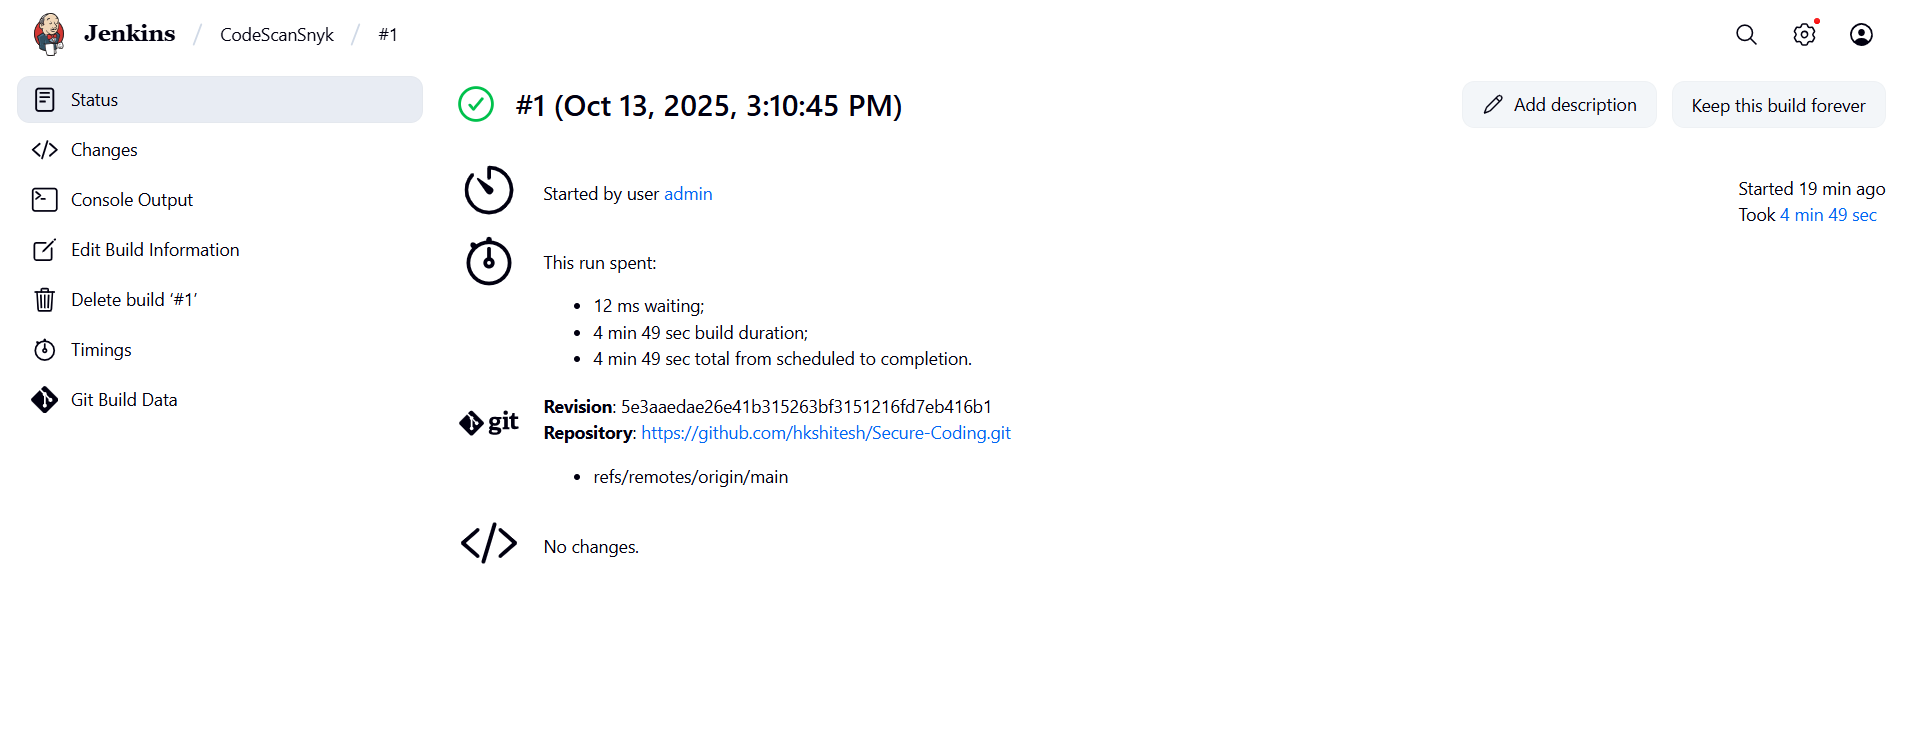 Jenkins / CodeScanSnyk / #1
Status
Changes
Console Output
Edit Build Information
Delete build ‘#1’
Timings
Git Build Data
#1 (Oct 13, 2025, 3:10:45 PM)
Add description
Keep this build forever
Started by user admin
Started 19 min ago
Took 4 min 49 sec
This run spent:
• 12 ms waiting;
• 4 min 49 sec build duration;
• 4 min 49 sec total from scheduled to completion.
git
Revision: 5e3aaedae26e41b315263bf3151216fd7eb416b1
Repository: https://github.com/hkshitesh/Secure-Coding.git
• refs/remotes/origin/main
No changes.